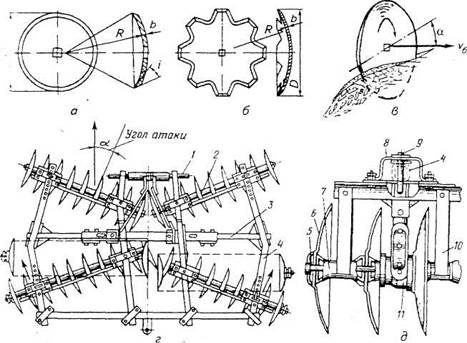 R b i
а
R b D
б
α
v б
в
α Угол атаки
1 2
3
4
г
9
8 4
7
6
5
10
11
д